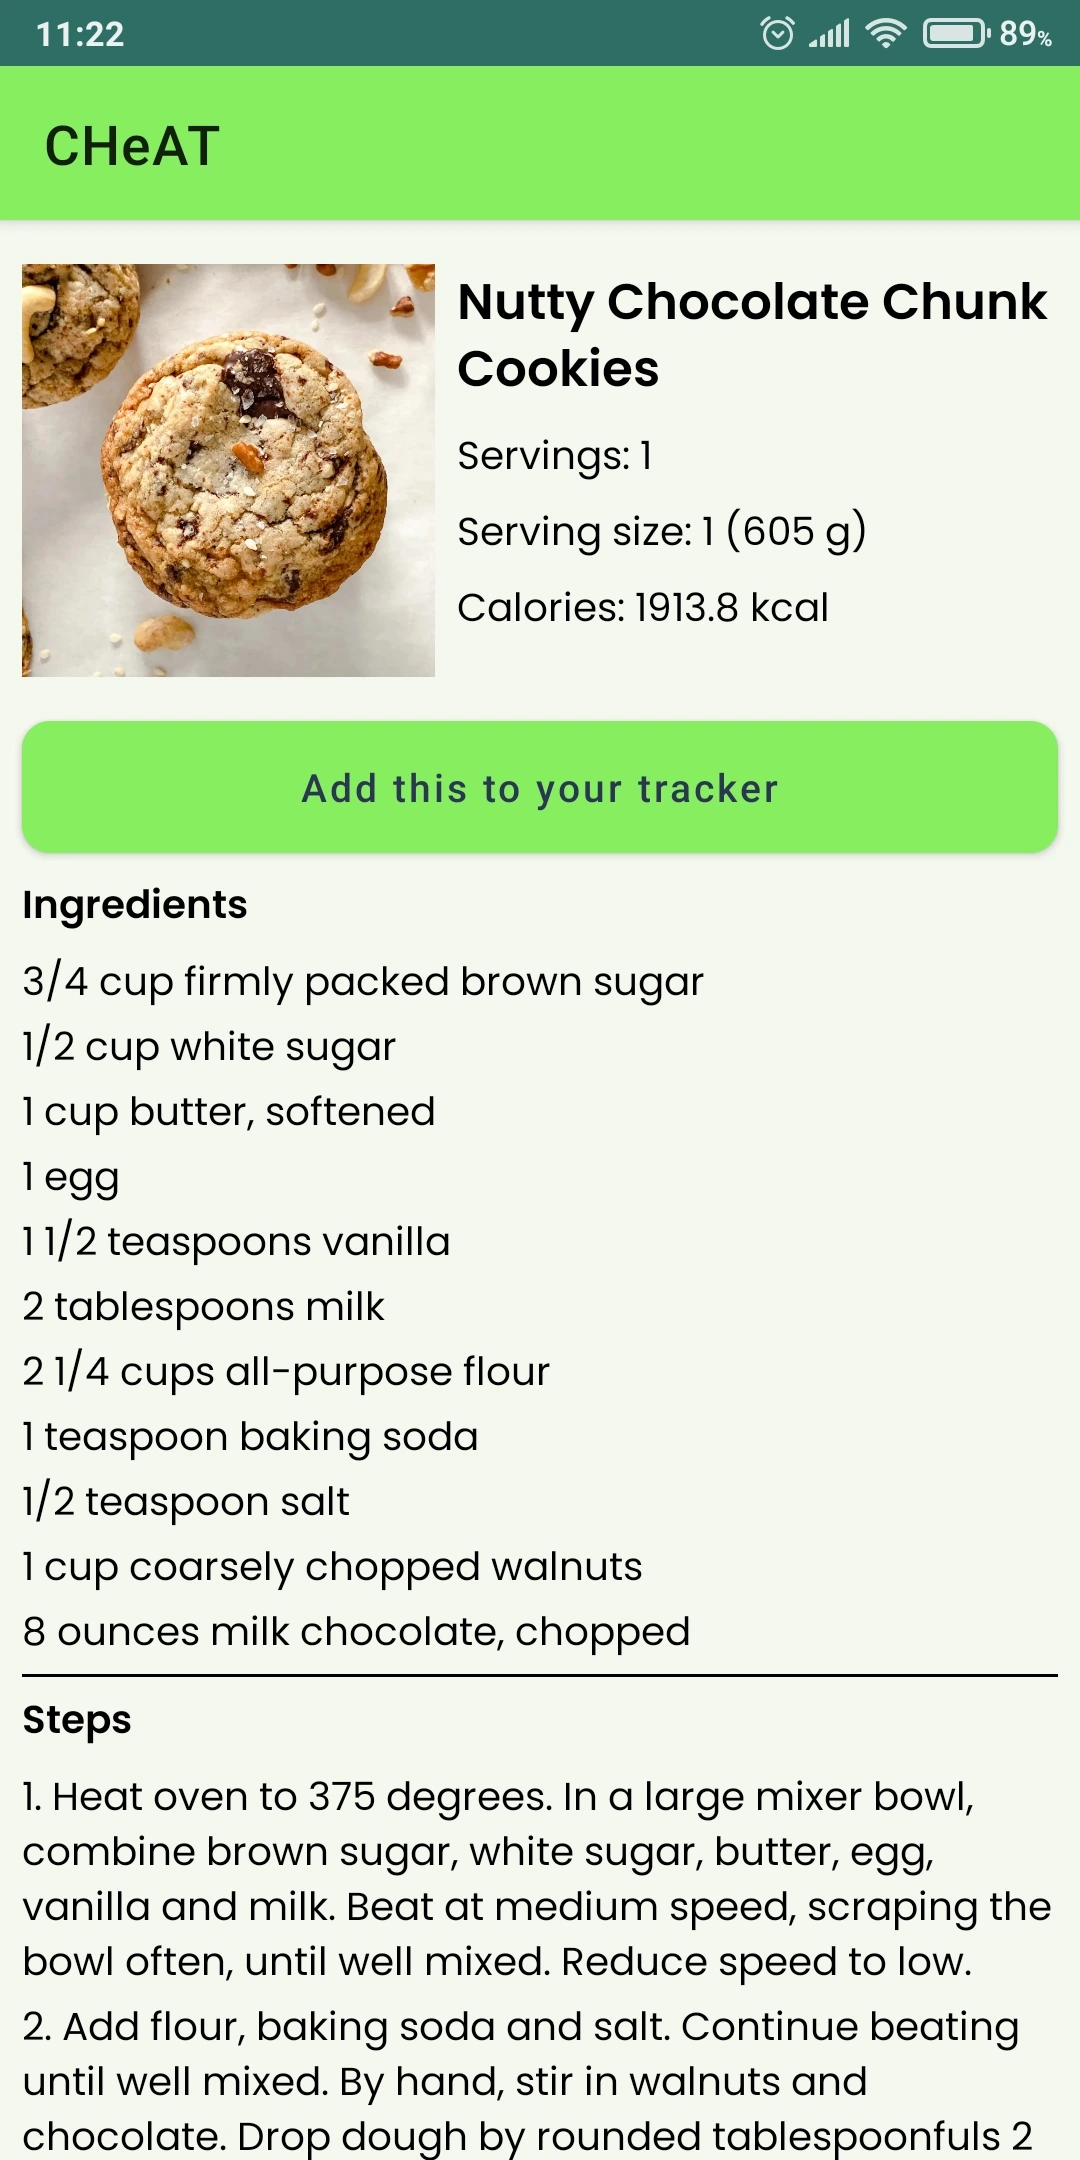 11:22
89%
CHeAT
Nutty Chocolate Chunk
Cookies
Servings: 1
Serving size: 1 (605 g)
Calories: 1913.8 kcal
Add this to your tracker
Ingredients
3/4 cup firmly packed brown sugar
1/2 cup white sugar
1 cup butter, softened
1 egg
1 1/2 teaspoons vanilla
2 tablespoons milk
2 1/4 cups all-purpose flour
1 teaspoon baking soda
1/2 teaspoon salt
1 cup coarsely chopped walnuts
8 ounces milk chocolate, chopped
Steps
1. Heat oven to 375 degrees. In a large mixer bowl,
combine brown sugar, white sugar, butter, egg,
vanilla and milk. Beat at medium speed, scraping the
bowl often, until well mixed. Reduce speed to low.
2. Add flour, baking soda and salt. Continue beating
until well mixed. By hand, stir in walnuts and
chocolate. Drop dough by rounded tablespoonfuls 2